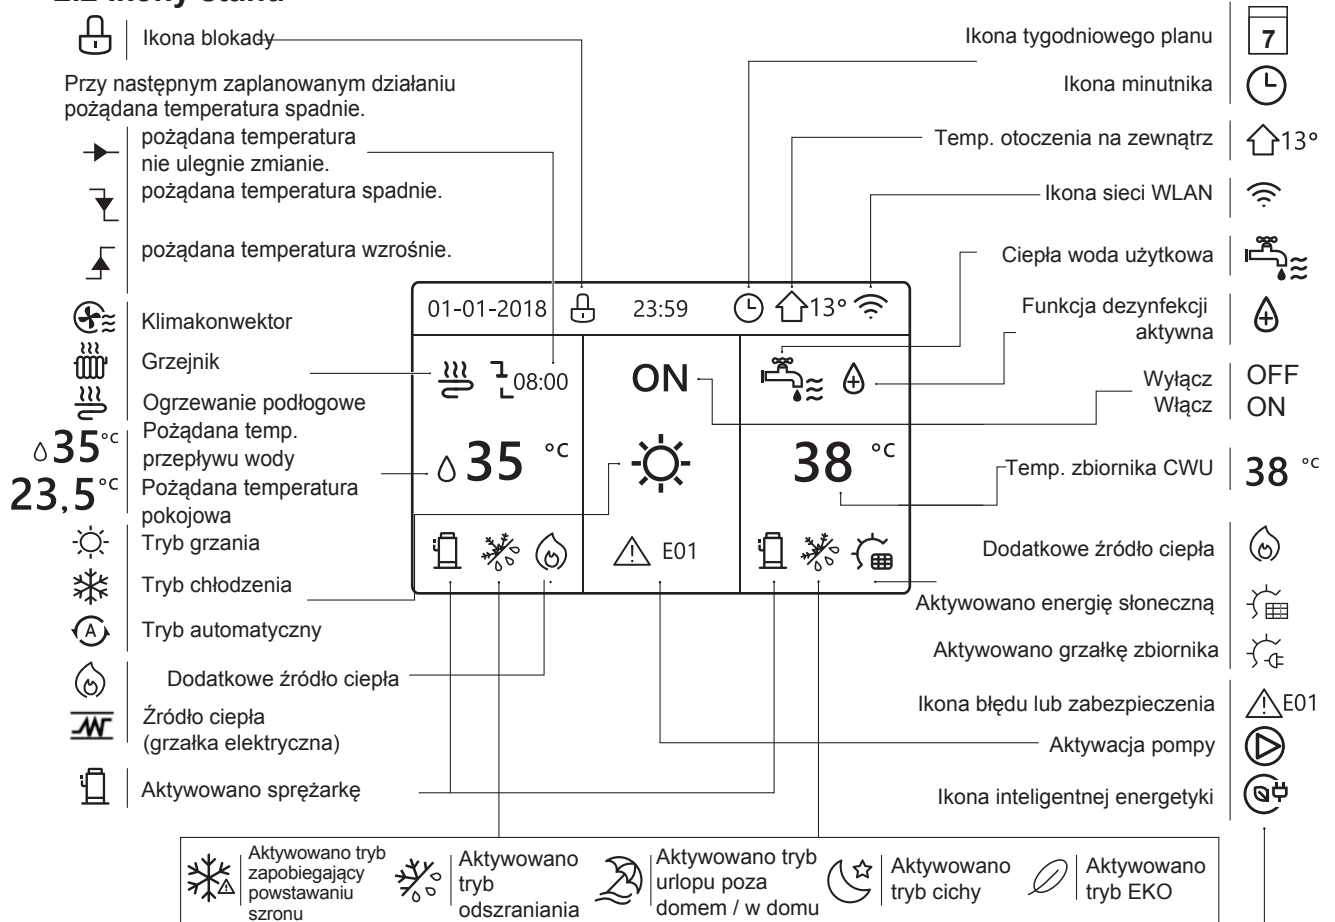 Ikona blokady
Przy następnym zaplanowanym działaniu
pożądana temperatura spadnie.
pożądana temperatura
nie ulegnie zmianie.
pożądana temperatura spadnie.
pożądana temperatura wzrośnie.
Klimakonwektor
Grzejnik
Ogrzewanie podłogowe
35°C
Pożądana temp.
przepływu wody
23,5°C
Pożądana temperatura
pokojowa
Tryb grzania
Tryb chłodzenia
A
Tryb automatyczny
Dodatkowe źródło ciepła
Źródło ciepła
(grzałka elektryczna)
Aktywowano sprężarkę
01-01-2018 23:59 13°
08:00
ON
35 °C
38 °C
E01
Ikona tygodniowego planu
7
Ikona minutnika
Temp. otoczenia na zewnątrz
13°
Ikona sieci WLAN
Ciepła woda użytkowa
Funkcja dezynfekcji
aktywna
Wyłącz OFF
Włącz ON
Temp. zbiornika CWU
38 °C
Dodatkowe źródło ciepła
Aktywowano energię słoneczną
Aktywowano grzałkę zbiornika
Ikona błędu lub zabezpieczenia
E01
Aktywacja pompy
Ikona inteligentnej energetyki
Aktywowano tryb
zapobiegający
powstawaniu
szronu
Aktywowano
tryb
odszraniania
Aktywowano tryb
urlopu poza
domem / w domu
Aktywowano
tryb cichy
Aktywowano
tryb EKO